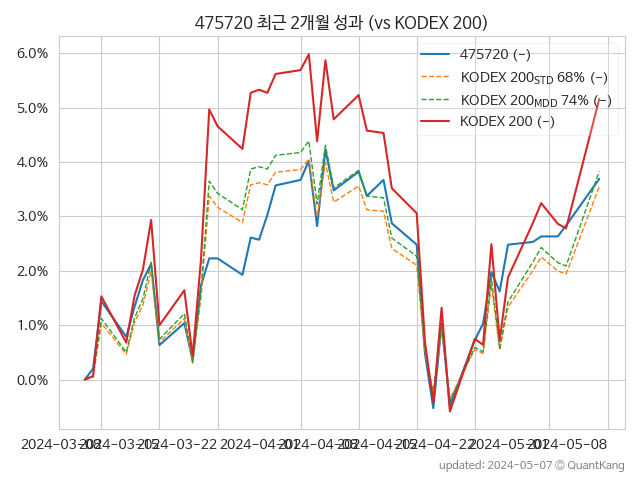 475720 최근 2개월 성과 (vs KODEX 200)
6.0%
5.0%
4.0%
3.0%
2.0%
1.0%
0.0%
475720 (-)
KODEX 200STD 68% (-)
KODEX 200MDD 74% (-)
KODEX 200 (-)
2024-03-08 2024-03-15 2024-03-22 2024-04-01 2024-04-08 2024-04-15 2024-04-22 2024-05-01 2024-05-08
updated: 2024-05-07 © QuantKang